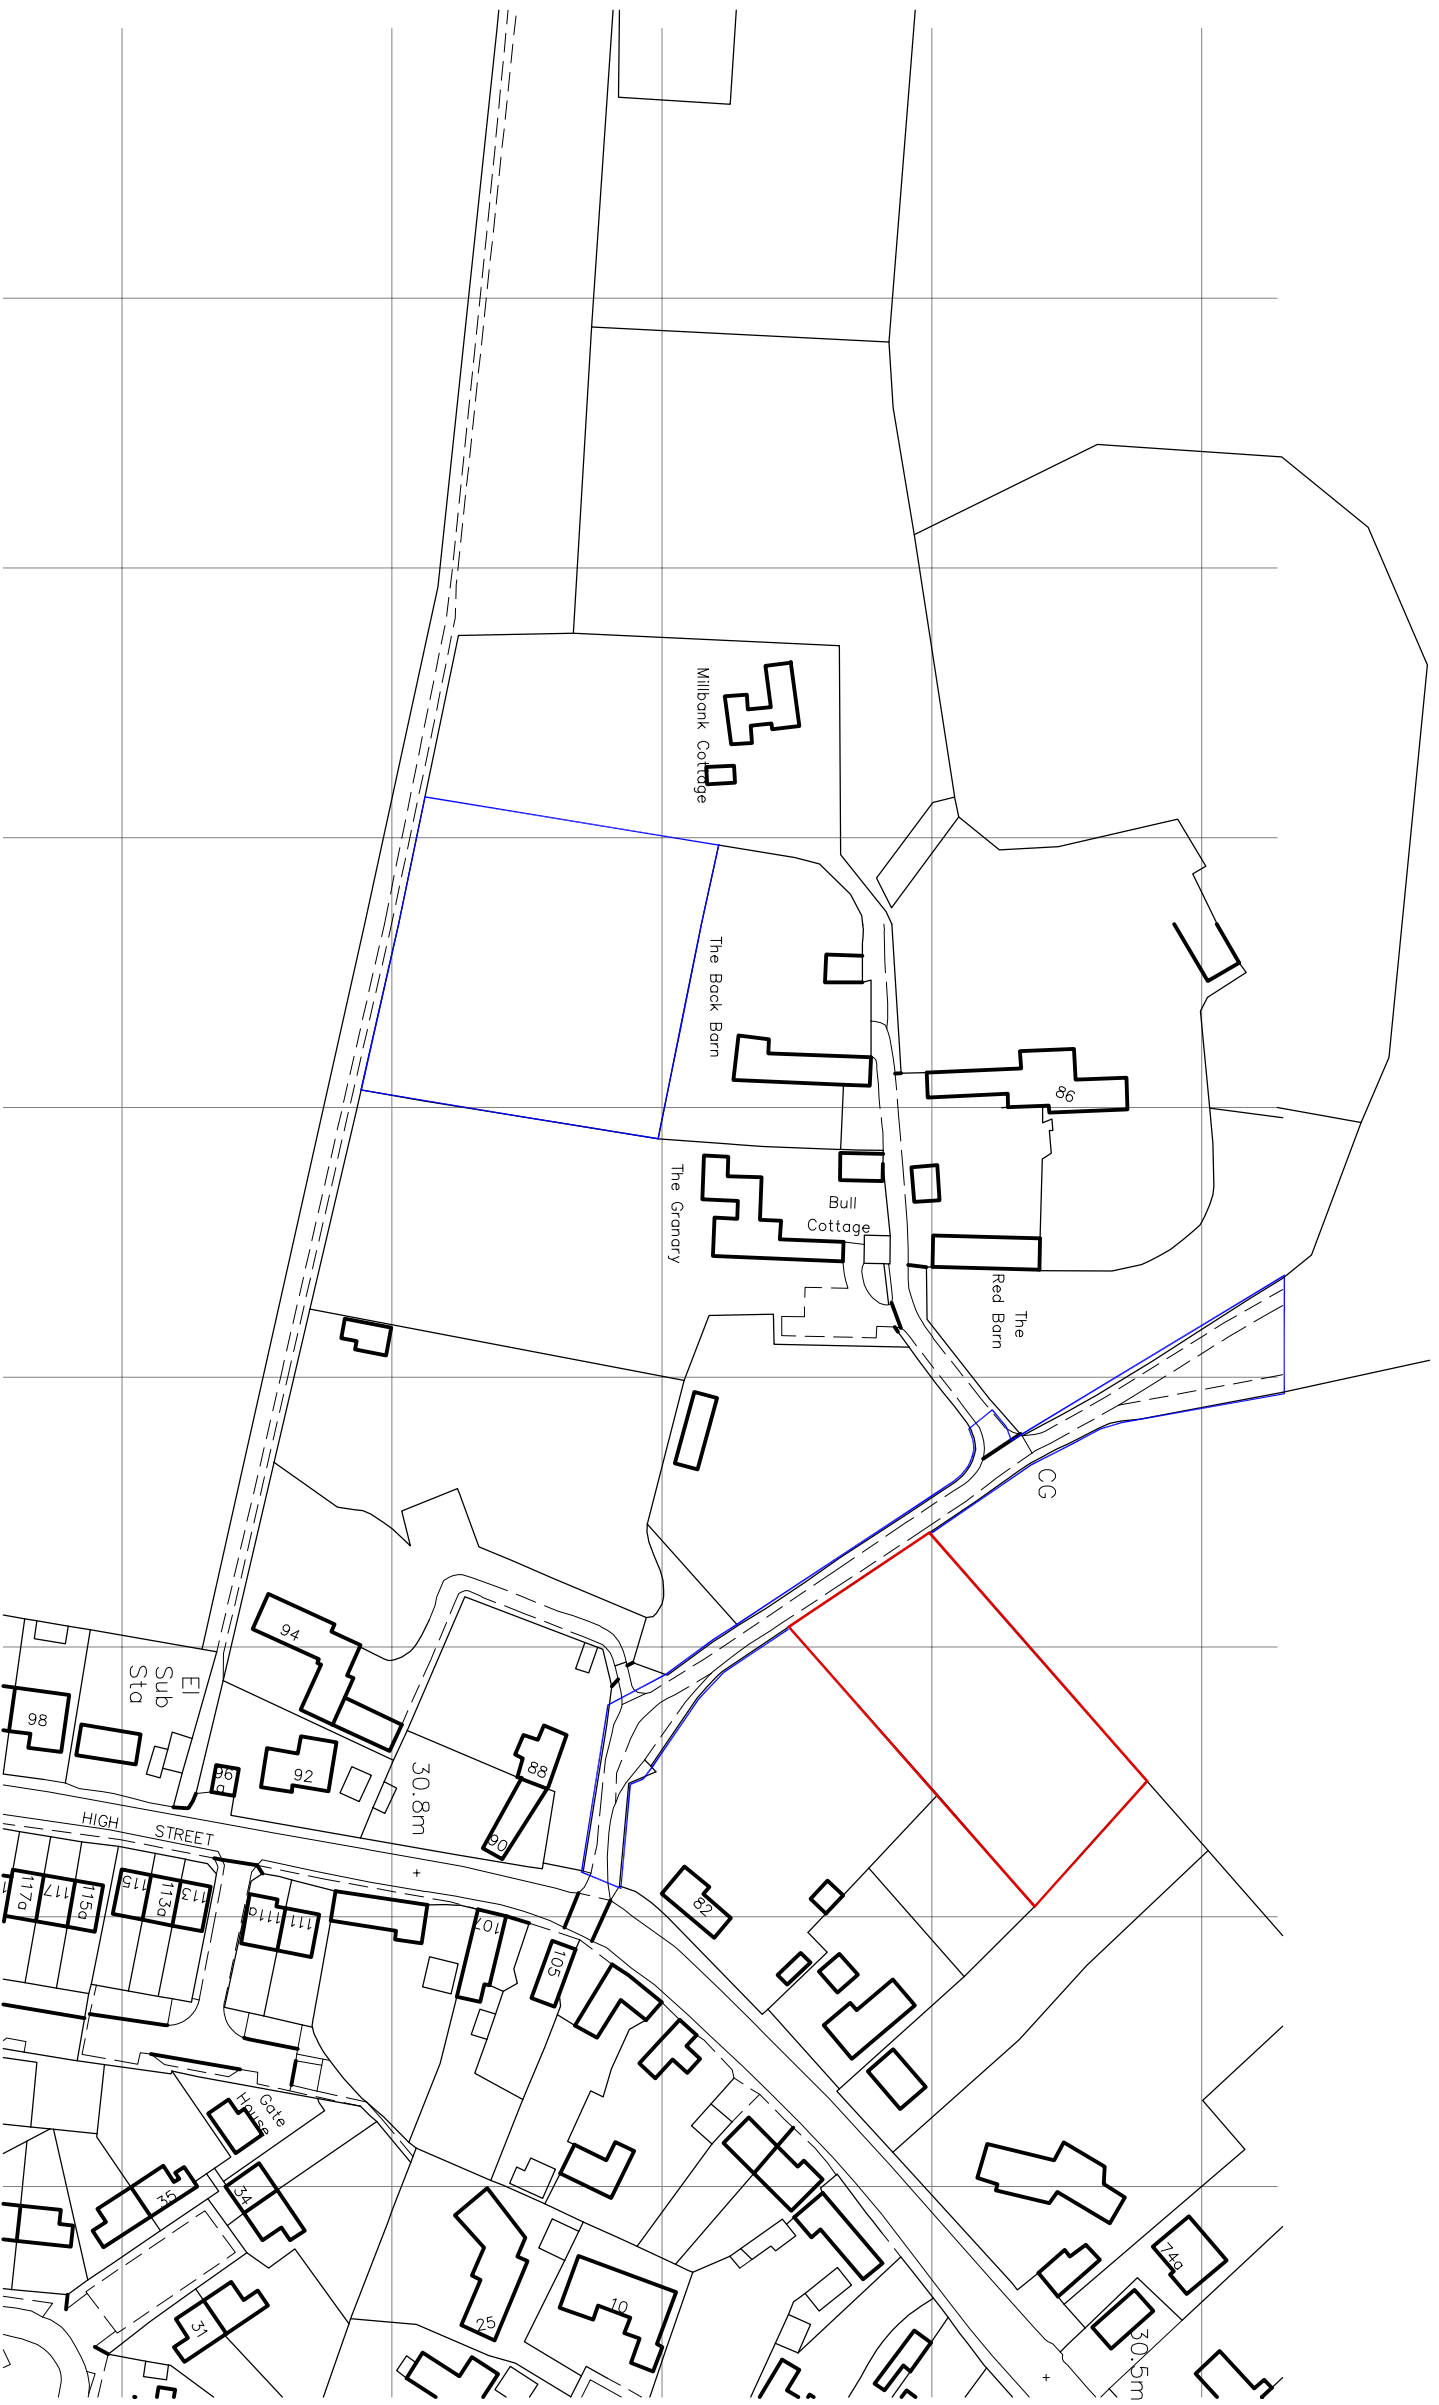 Millbank Cottage
The Back Barn
86
The Granary
Bull
Cottage
The
Red Barn
CG
94
El
Sub
Sta
98
96
a
92
88
90
30.8m
HIGH STREET
117a
117
115a
115
113a
113
111a
111
107
105
82
Gate
House
35
34
31
25
10
74a
30.5m